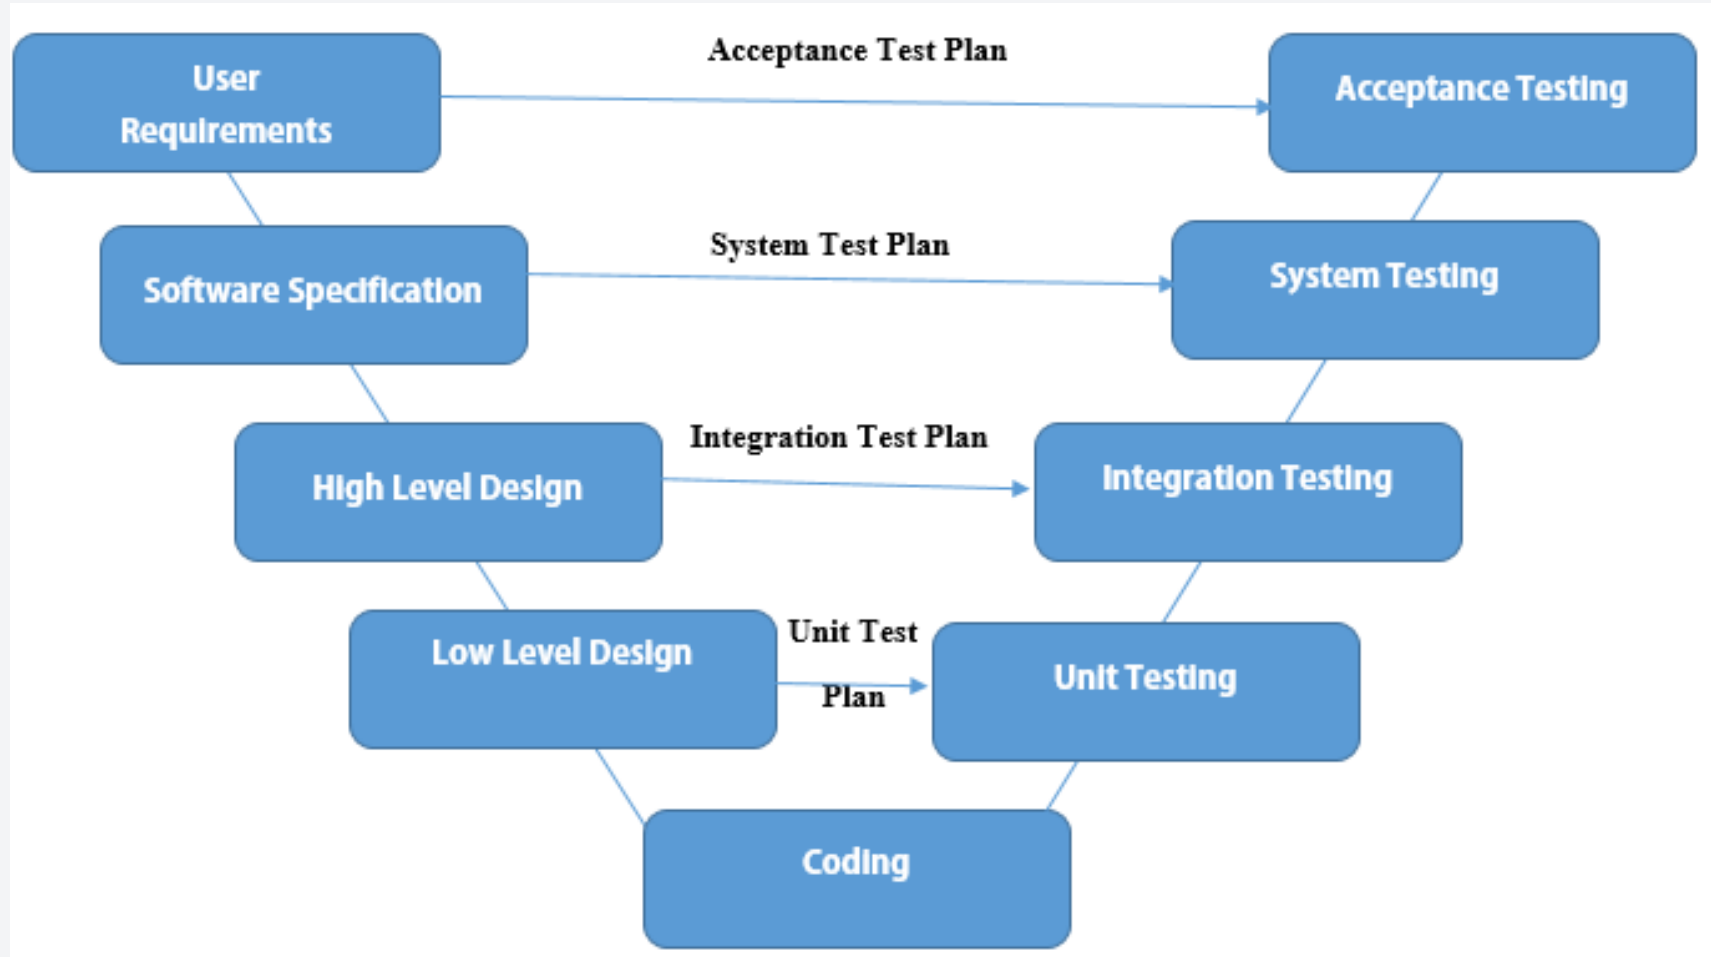 User
Requirements
Acceptance Test Plan
Acceptance Testing
Software Specification
System Test Plan
System Testing
High Level Design
Integration Test Plan
Integration Testing
Low Level Design
Unit Test
Plan
Unit Testing
Coding